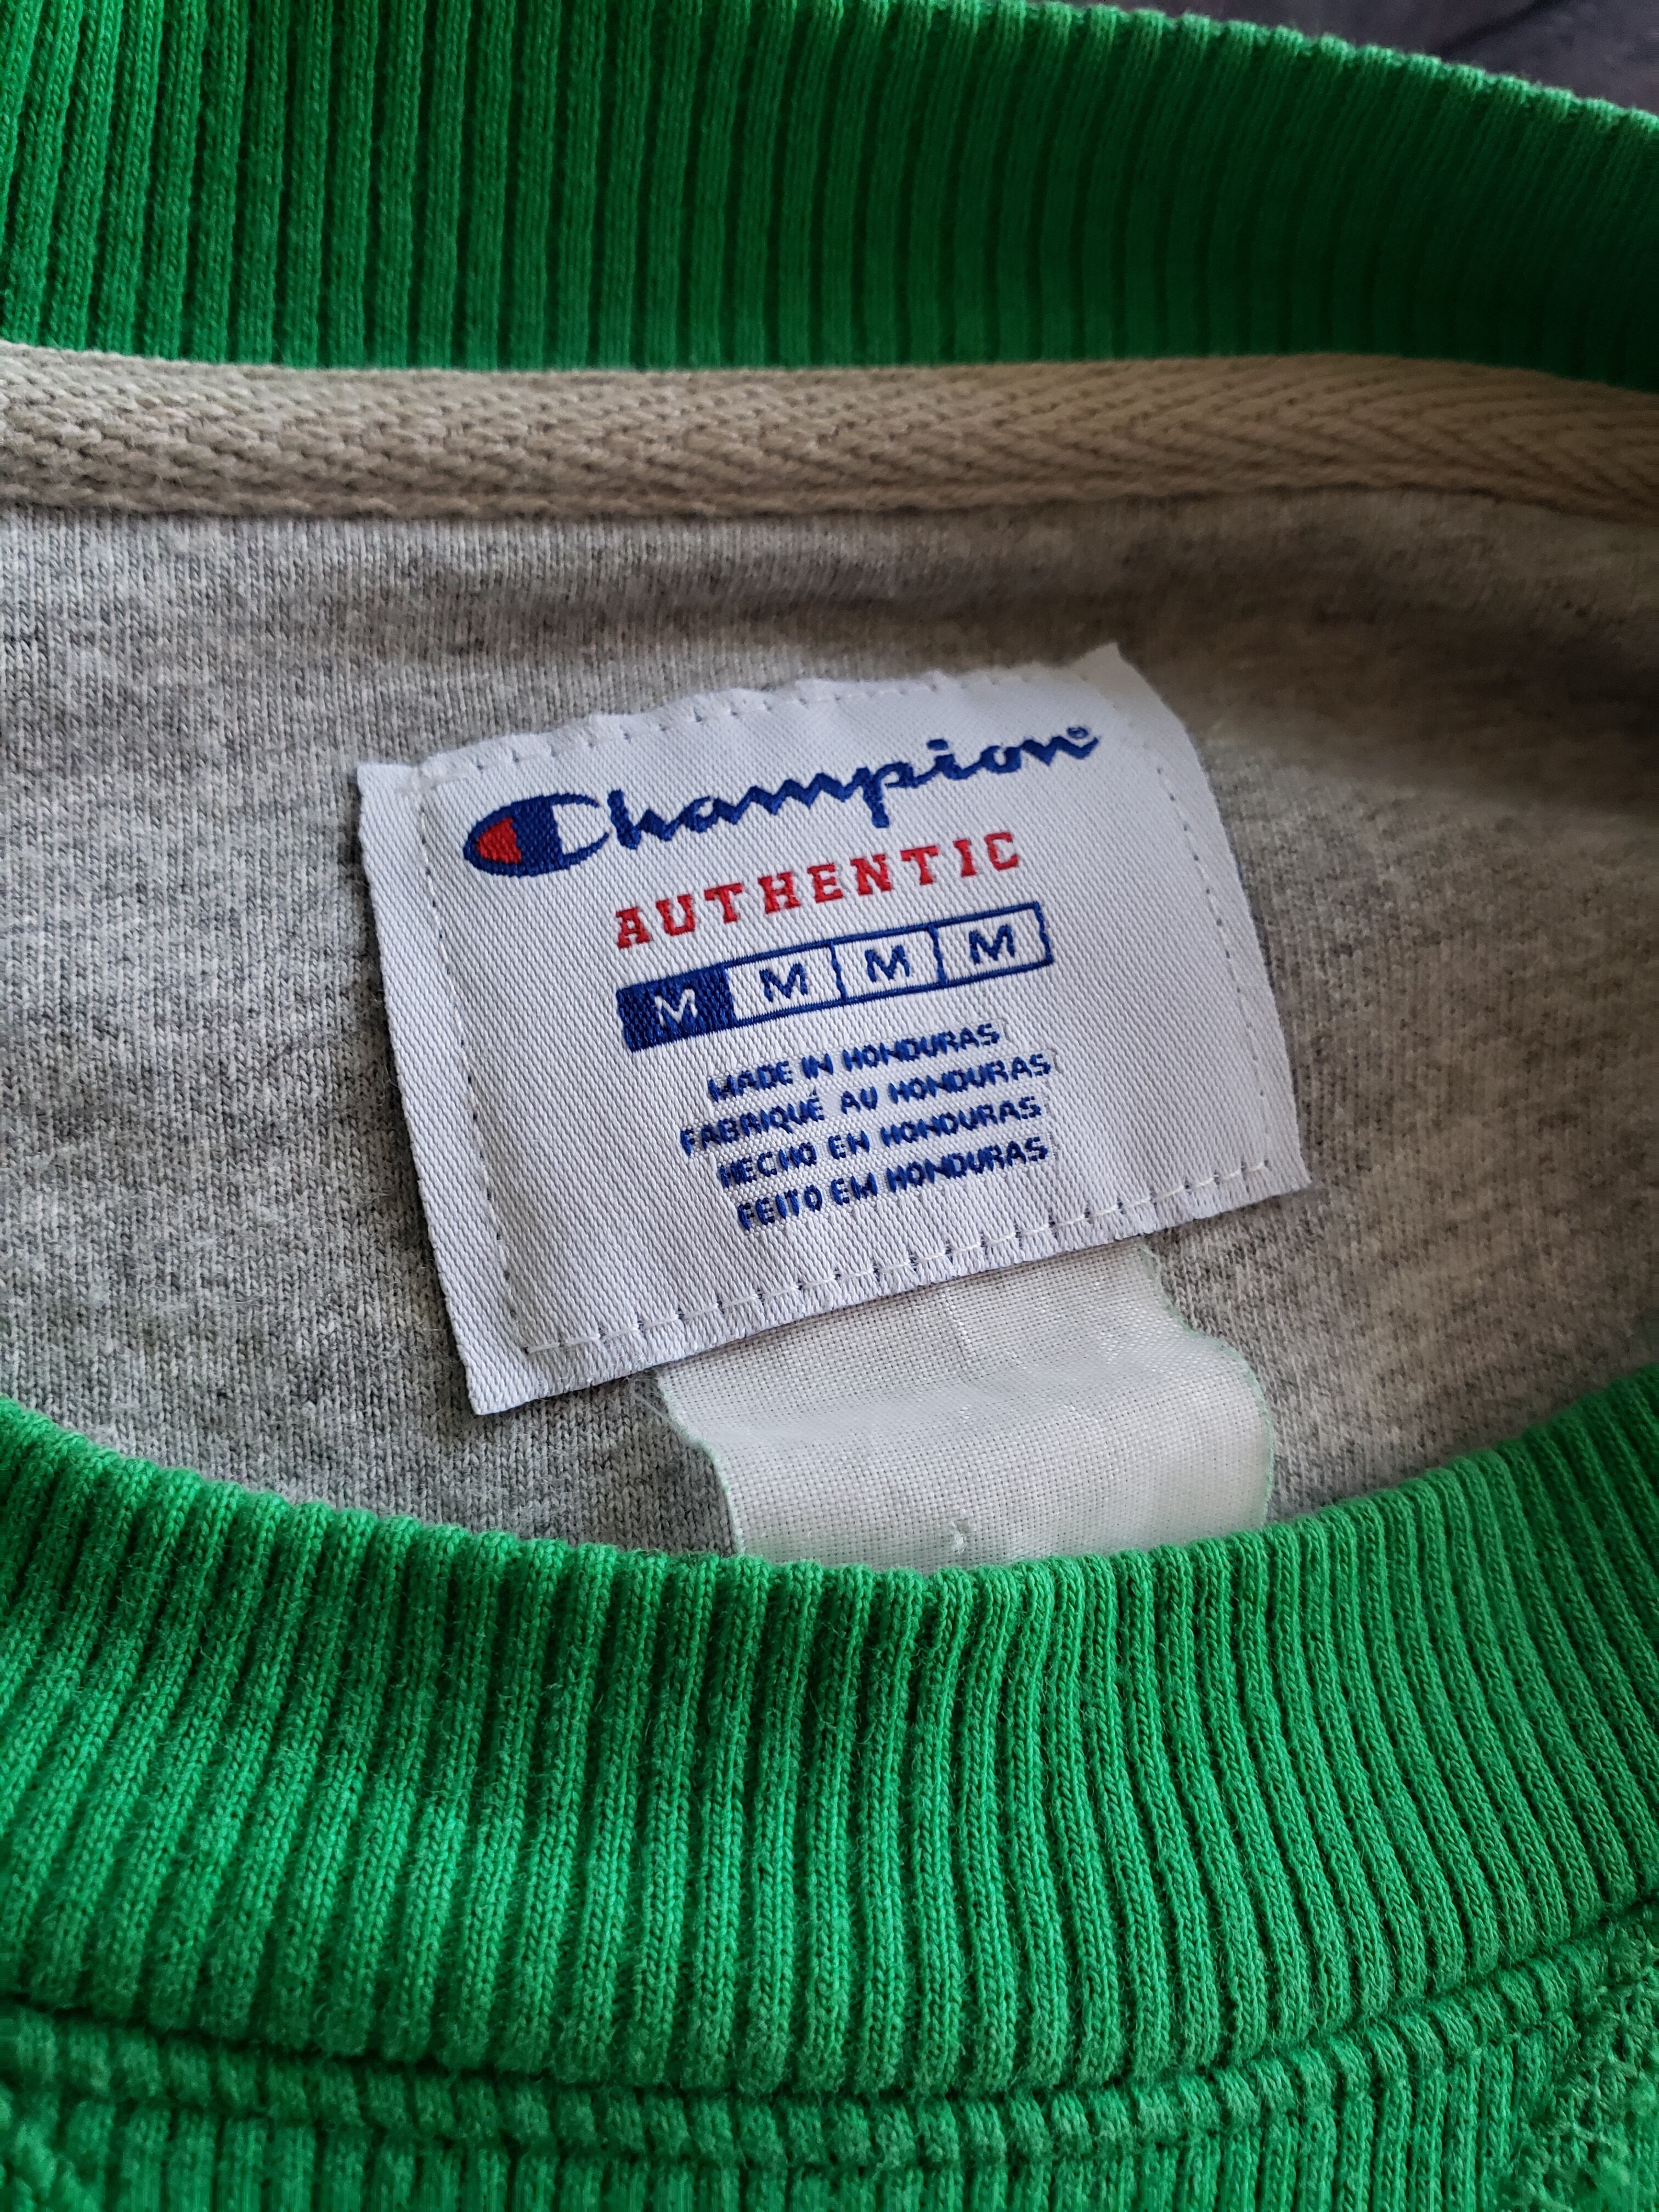 Champion®
AUTHENTIC
M M M M
MADE IN HONDURAS
FABRIQUÉ AU HONDURAS
HECHO EN HONDURAS
FEITO EM HONDURAS